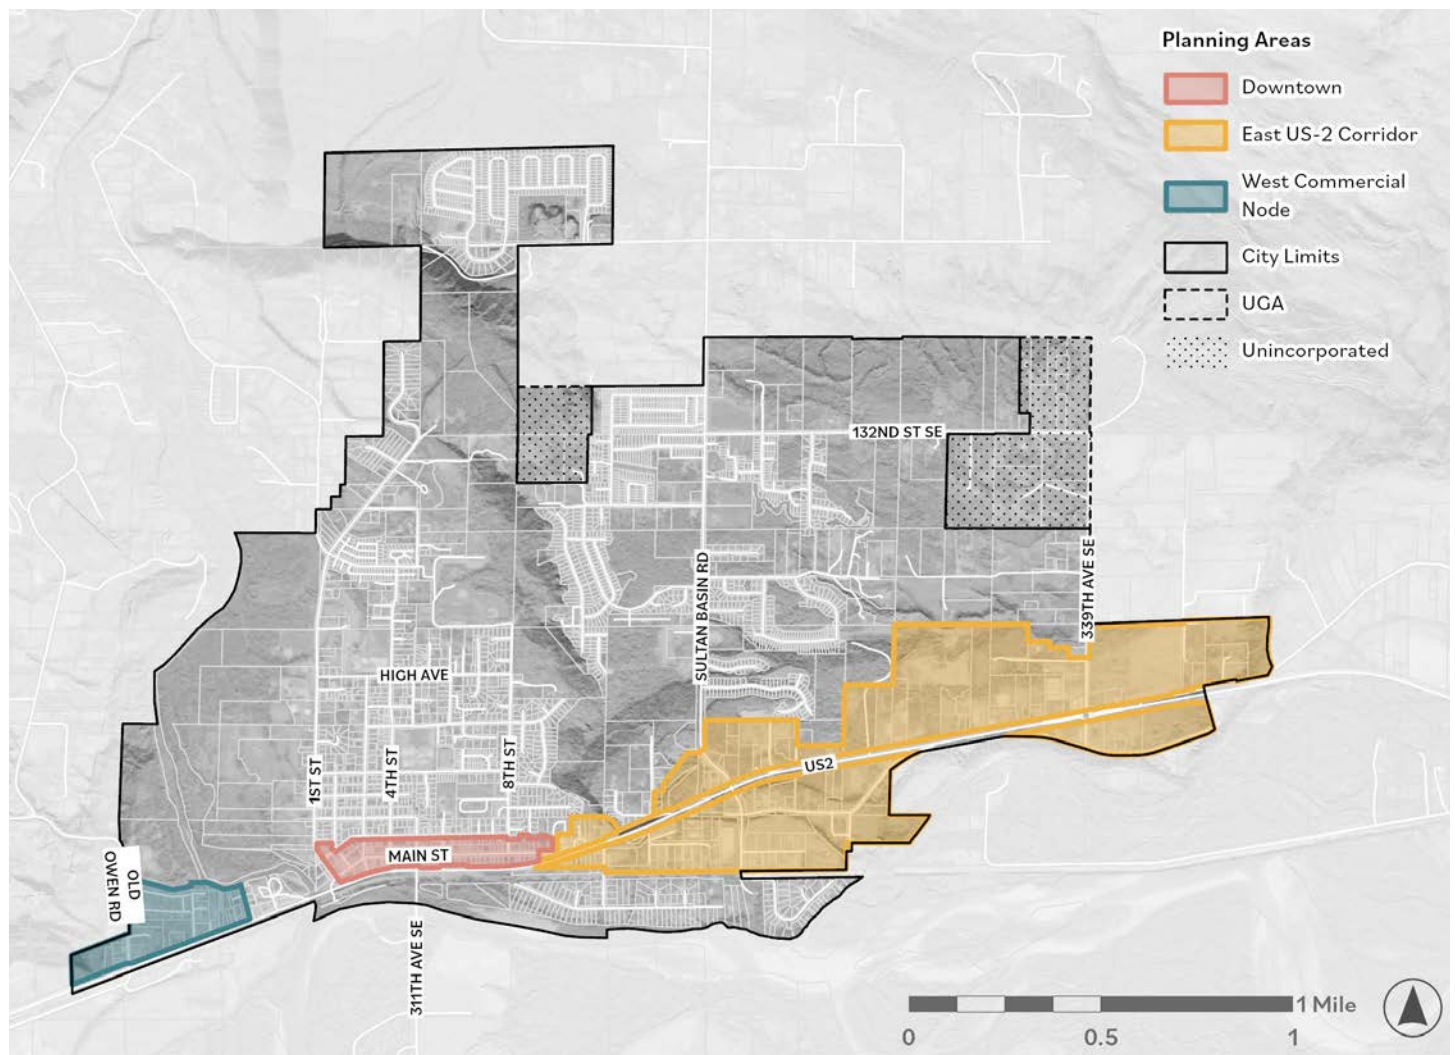 Planning Areas
Downtown
East US-2 Corridor
West Commercial
Node
City Limits
UGA
Unincorporated
132ND ST SE
SULTAN BASIN RD
339TH AVE SE
HIGH AVE
1ST ST
4TH ST
8TH ST
US2
MAIN ST
OLD
OWEN RD
311TH AVE SE
1 Mile
0
0.5
1